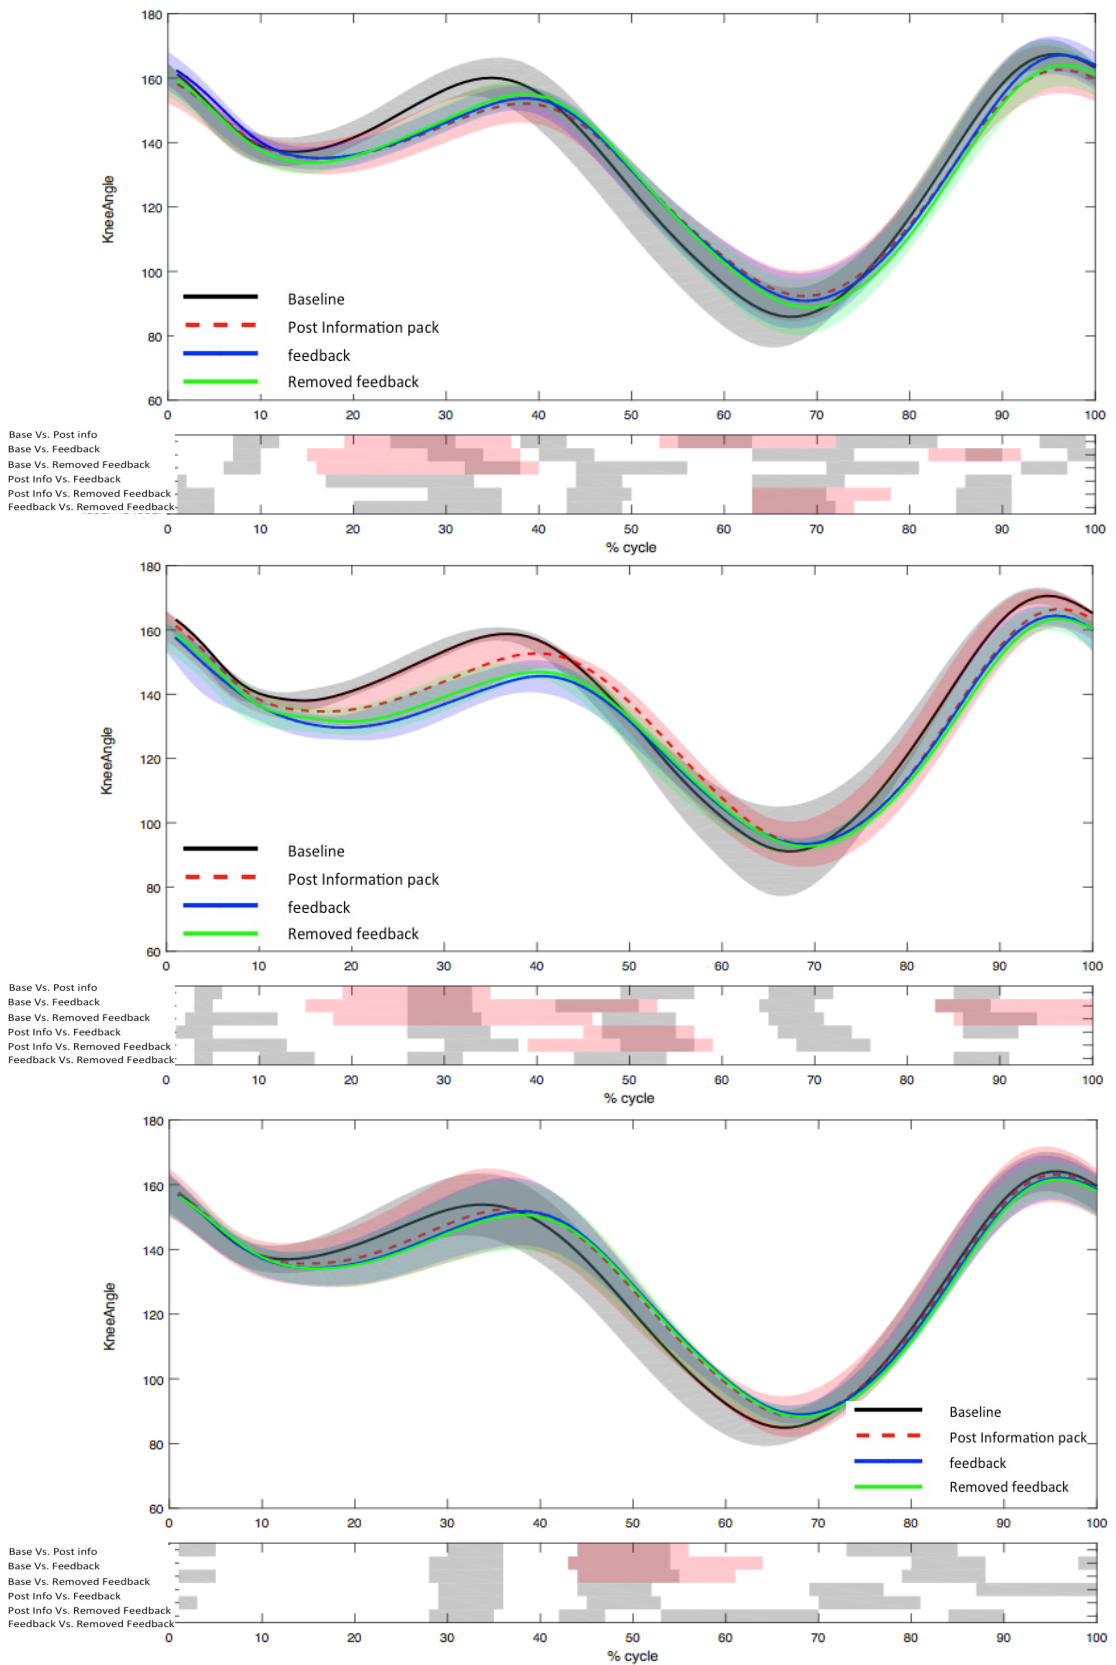 180
160
140
120
100
80
60
KneeAngle
Baseline
Post Information pack
feedback
Removed feedback
0 10 20 30 40 50 60 70 80 90 100
Base Vs. Post info
Base Vs. Feedback
Base Vs. Removed Feedback
Post Info Vs. Feedback
Post Info Vs. Removed Feedback
Feedback Vs. Removed Feedback
0 10 20 30 40 50 60 70 80 90 100
% cycle
180
160
140
120
100
80
60
KneeAngle
Baseline
Post Information pack
feedback
Removed feedback
0 10 20 30 40 50 60 70 80 90 100
Base Vs. Post info
Base Vs. Feedback
Base Vs. Removed Feedback
Post Info Vs. Feedback
Post Info Vs. Removed Feedback
Feedback Vs. Removed Feedback
0 10 20 30 40 50 60 70 80 90 100
% cycle
180
160
140
120
100
80
60
KneeAngle
Baseline
Post Information pack
feedback
Removed feedback
0 10 20 30 40 50 60 70 80 90 100
Base Vs. Post info
Base Vs. Feedback
Base Vs. Removed Feedback
Post Info Vs. Feedback
Post Info Vs. Removed Feedback
Feedback Vs. Removed Feedback
0 10 20 30 40 50 60 70 80 90 100
% cycle